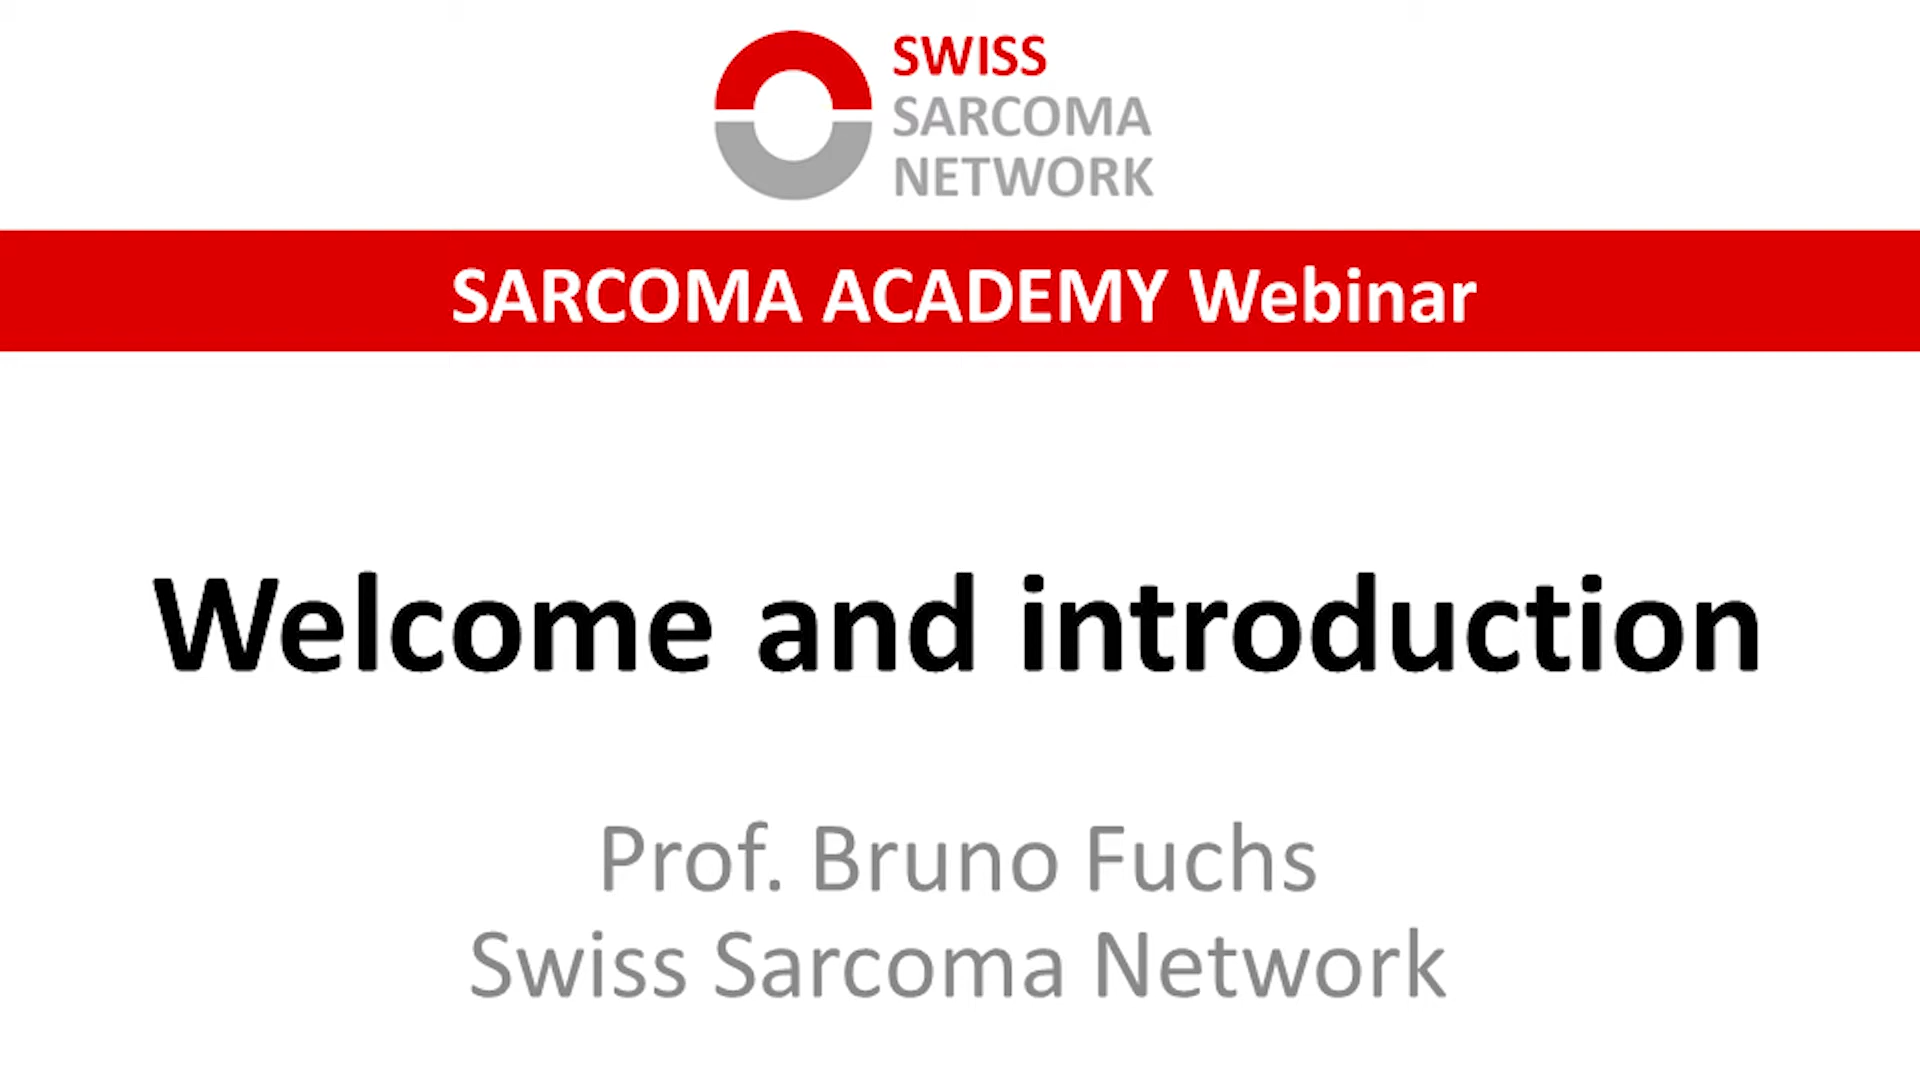 SWISS
SARCOMA
NETWORK
SARCOMA ACADEMY Webinar
Welcome and introduction
Prof. Bruno Fuchs
Swiss Sarcoma Network